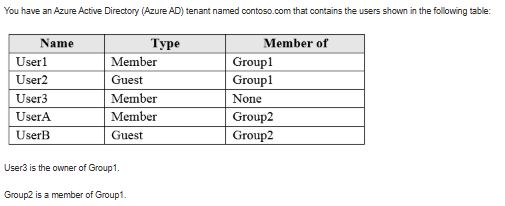 You have an Azure Active Directory (Azure AD) tenant named contoso.com that contains the users shown in the following table:
Name Type Member of
User1 Member Group1
User2 Guest Group1
User3 Member None
UserA Member Group2
UserB Guest Group2
User3 is the owner of Group1.
Group2 is a member of Group1.